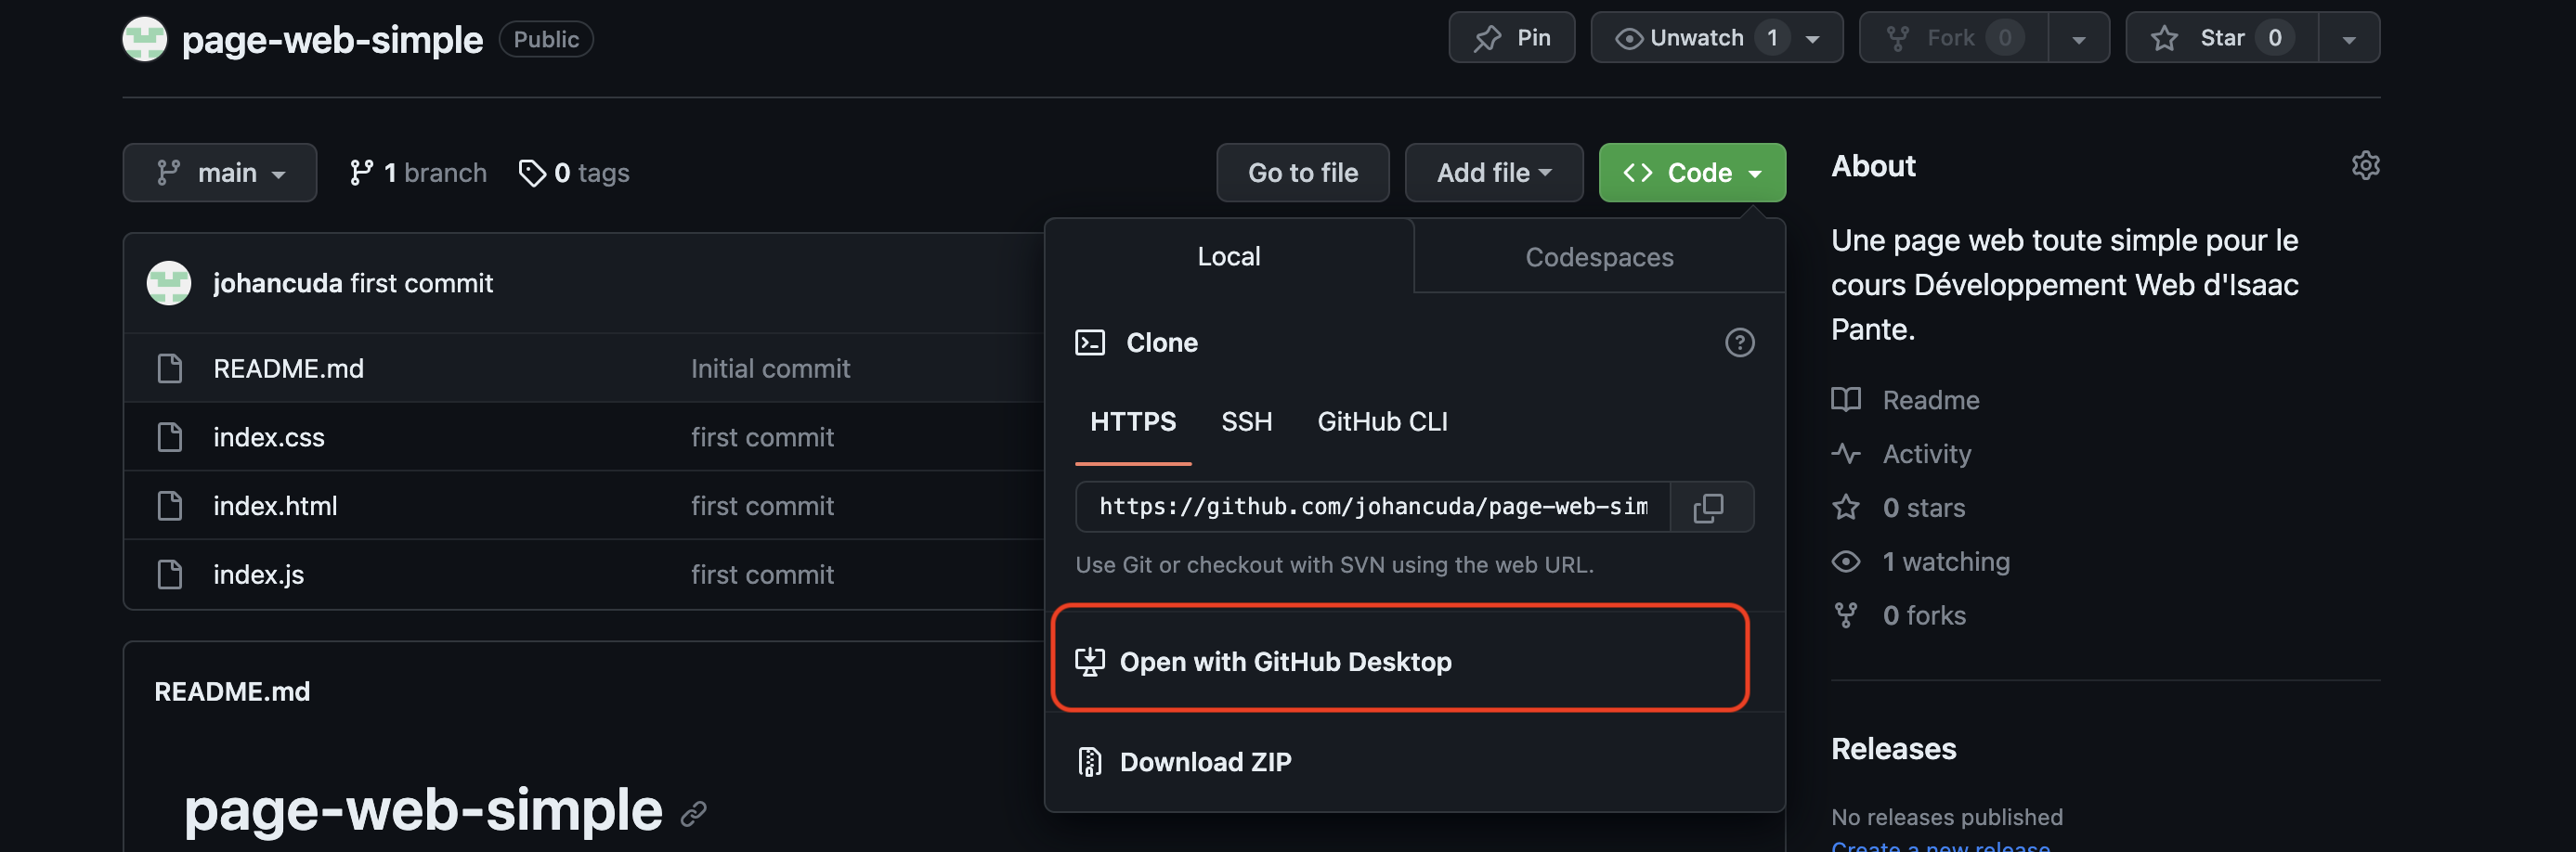 page-web-simple Public
Pin
Unwatch 1
Fork 0
Star 0
main
1 branch
0 tags
Go to file
Add file
Code
johancuda first commit
README.md Initial commit
index.css first commit
index.html first commit
index.js first commit
README.md
page-web-simple
Local
Codespaces
Clone
HTTPS SSH GitHub CLI
https://github.com/johancuda/page-web-sim
Use Git or checkout with SVN using the web URL.
Open with GitHub Desktop
Download ZIP
About
Une page web toute simple pour le
cours Développement Web d'Isaac
Pante.
Readme
Activity
0 stars
1 watching
0 forks
Releases
No releases published
Create a new release